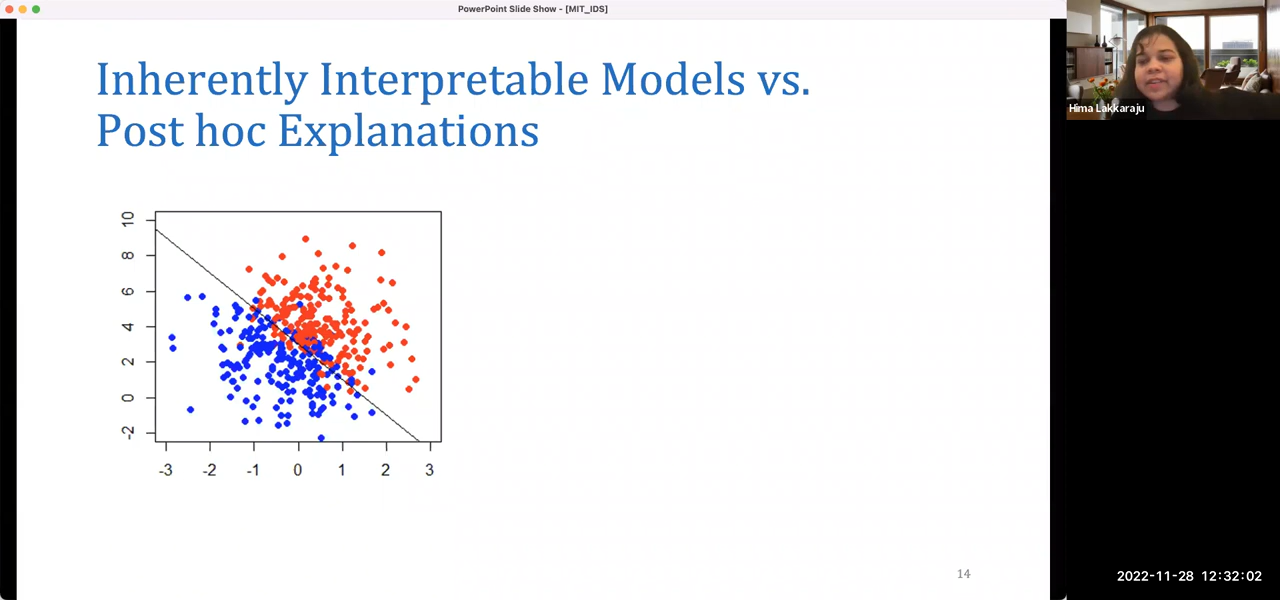 PowerPoint Slide Show - [MIT_IDS]
Inherently Interpretable Models vs.
Post hoc Explanations
10
8
6
4
2
0
-2
-3 -2 -1 0 1 2 3
14
Hima Lakkaraju
2022-11-28 12:32:02